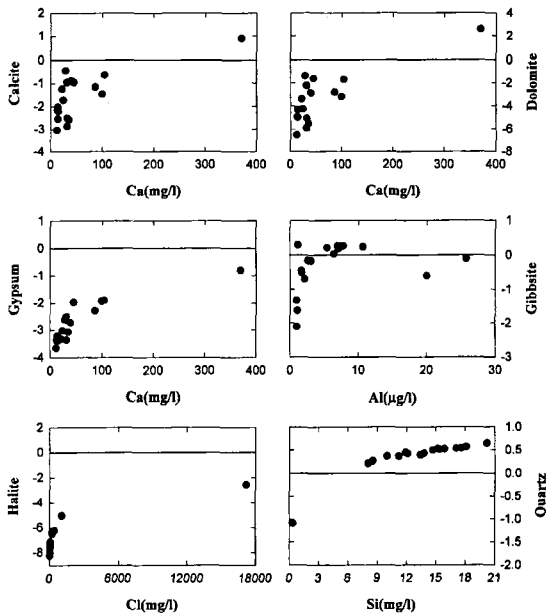 2
1
0
-1
-2
-3
-4
Calcite
0 100 200 300 400
Ca(mg/l)
4
2
0
-2
-4
-6
-8
Dolomite
0 100 200 300 400
Ca(mg/l)
1
0
-1
-2
-3
-4
Gypsum
0 100 200 300 400
Ca(mg/l)
1
0
-1
-2
-3
Gibbsite
0 10 20 30
Al(μg/l)
2
0
-2
-4
-6
-8
Halite
0 6000 12000 18000
Cl(mg/l)
1.0
0.5
0.0
-0.5
-1.0
-1.5
Quartz
0 3 6 9 12 15 18 21
Si(mg/l)